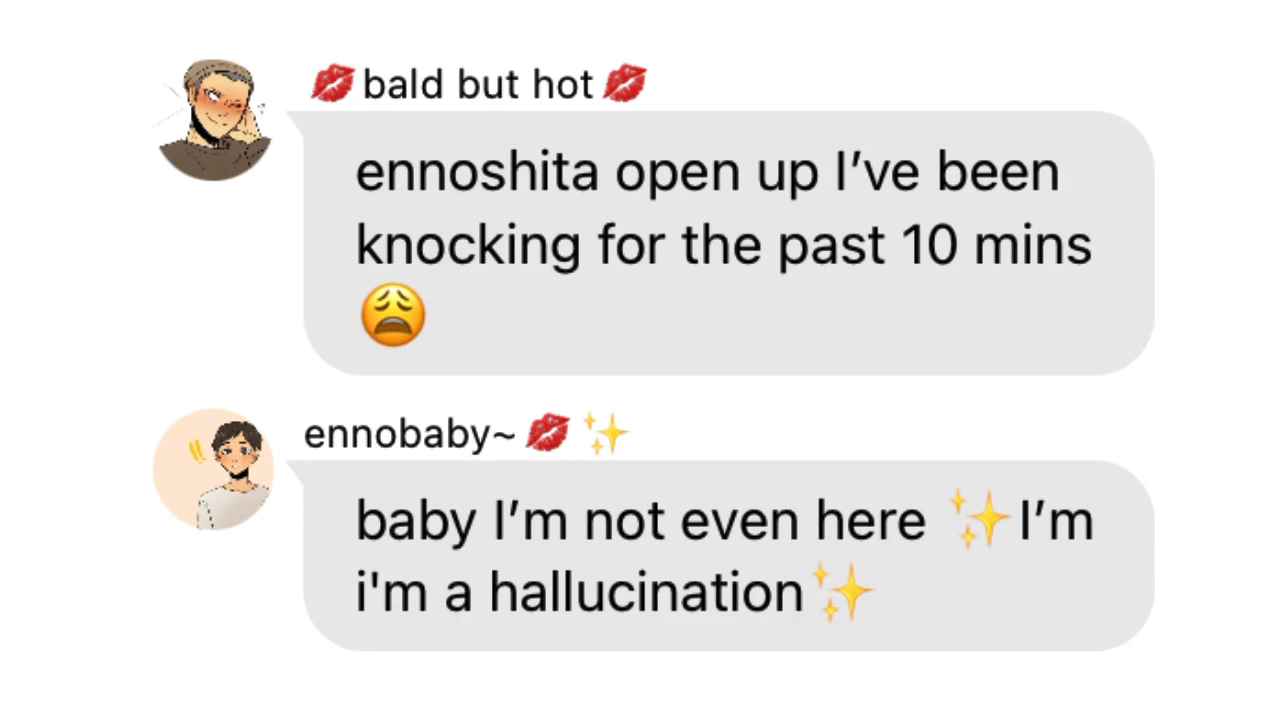 💋bald but hot💋
ennoshita open up I’ve been
knocking for the past 10 mins
😩
ennobaby~💋✨
baby I’m not even here ✨I’m
i'm a hallucination✨